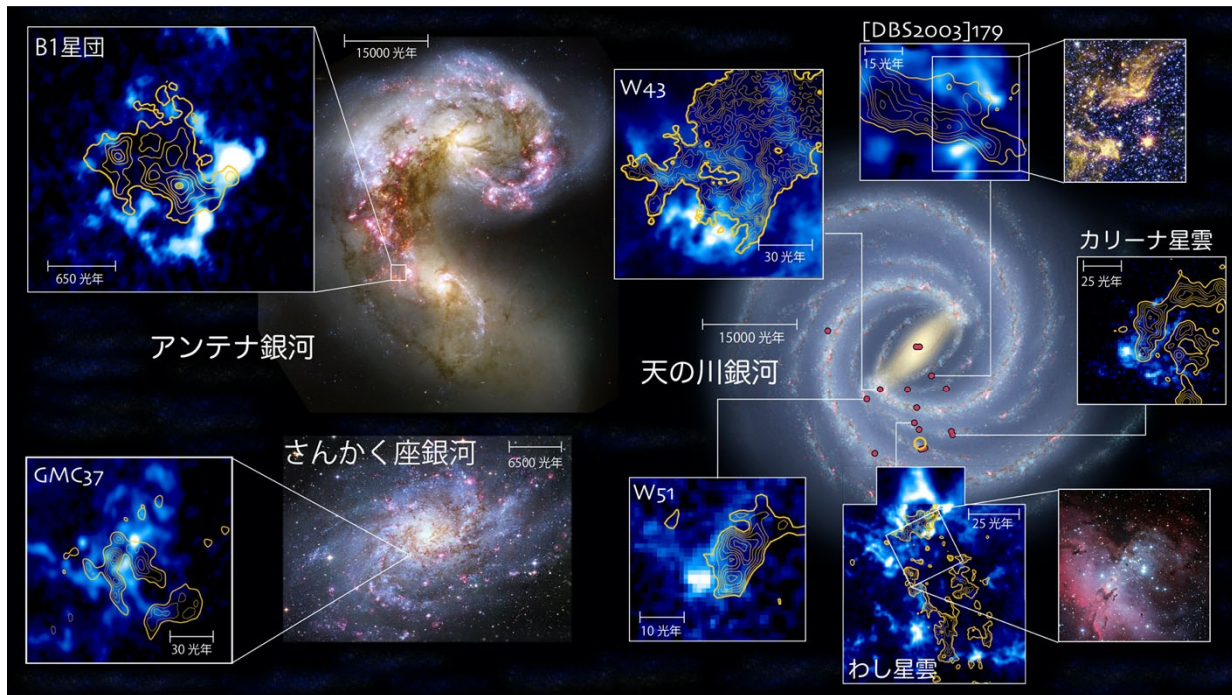 B1星団
15000 光年
650 光年
アンテナ銀河
GMC37
30 光年
さんかく座銀河
6500 光年
W43
30 光年
[DBS2003]179
15 光年
カリーナ星雲
25 光年
15000 光年
天の川銀河
W51
10 光年
25 光年
わし星雲